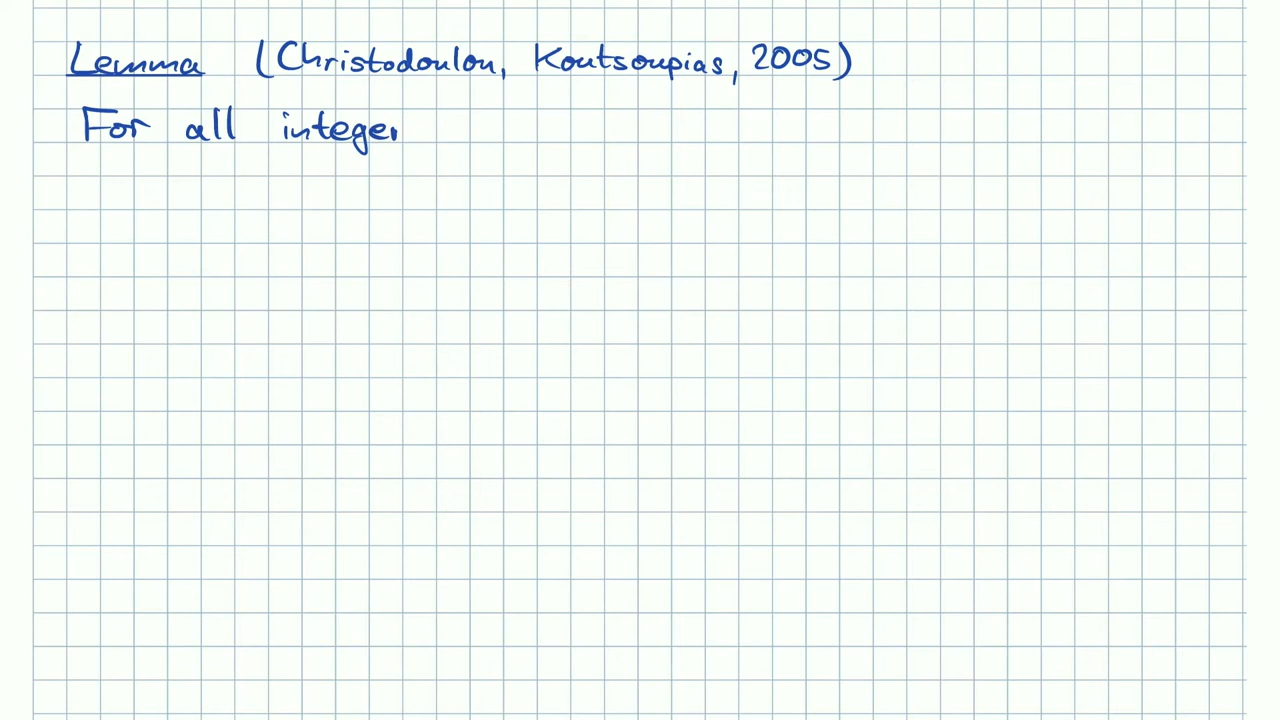 Lemma (Christodoulou, Koutsoupias, 2005)
For all integer